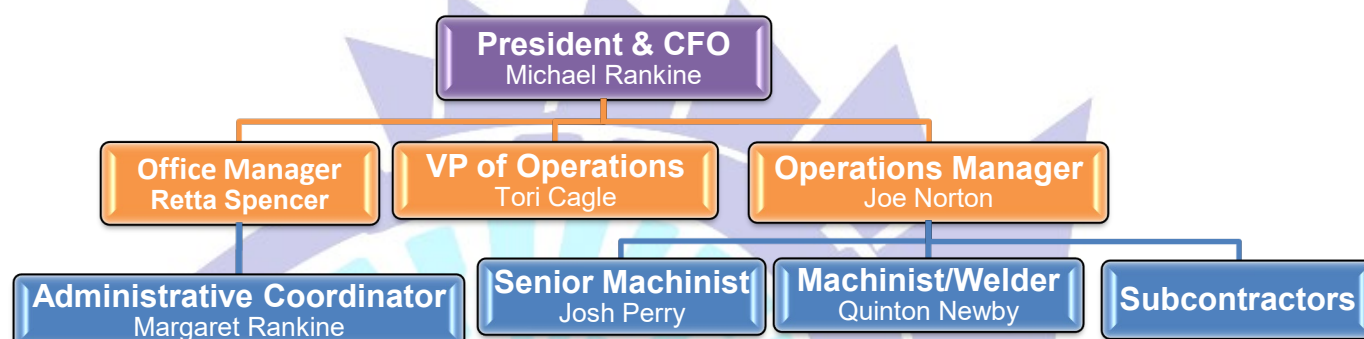 President & CFO
Michael Rankine
Office Manager
Retta Spencer
VP of Operations
Tori Cagle
Operations Manager
Joe Norton
Administrative Coordinator
Margaret Rankine
Senior Machinist
Josh Perry
Machinist/Welder
Quinton Newby
Subcontractors